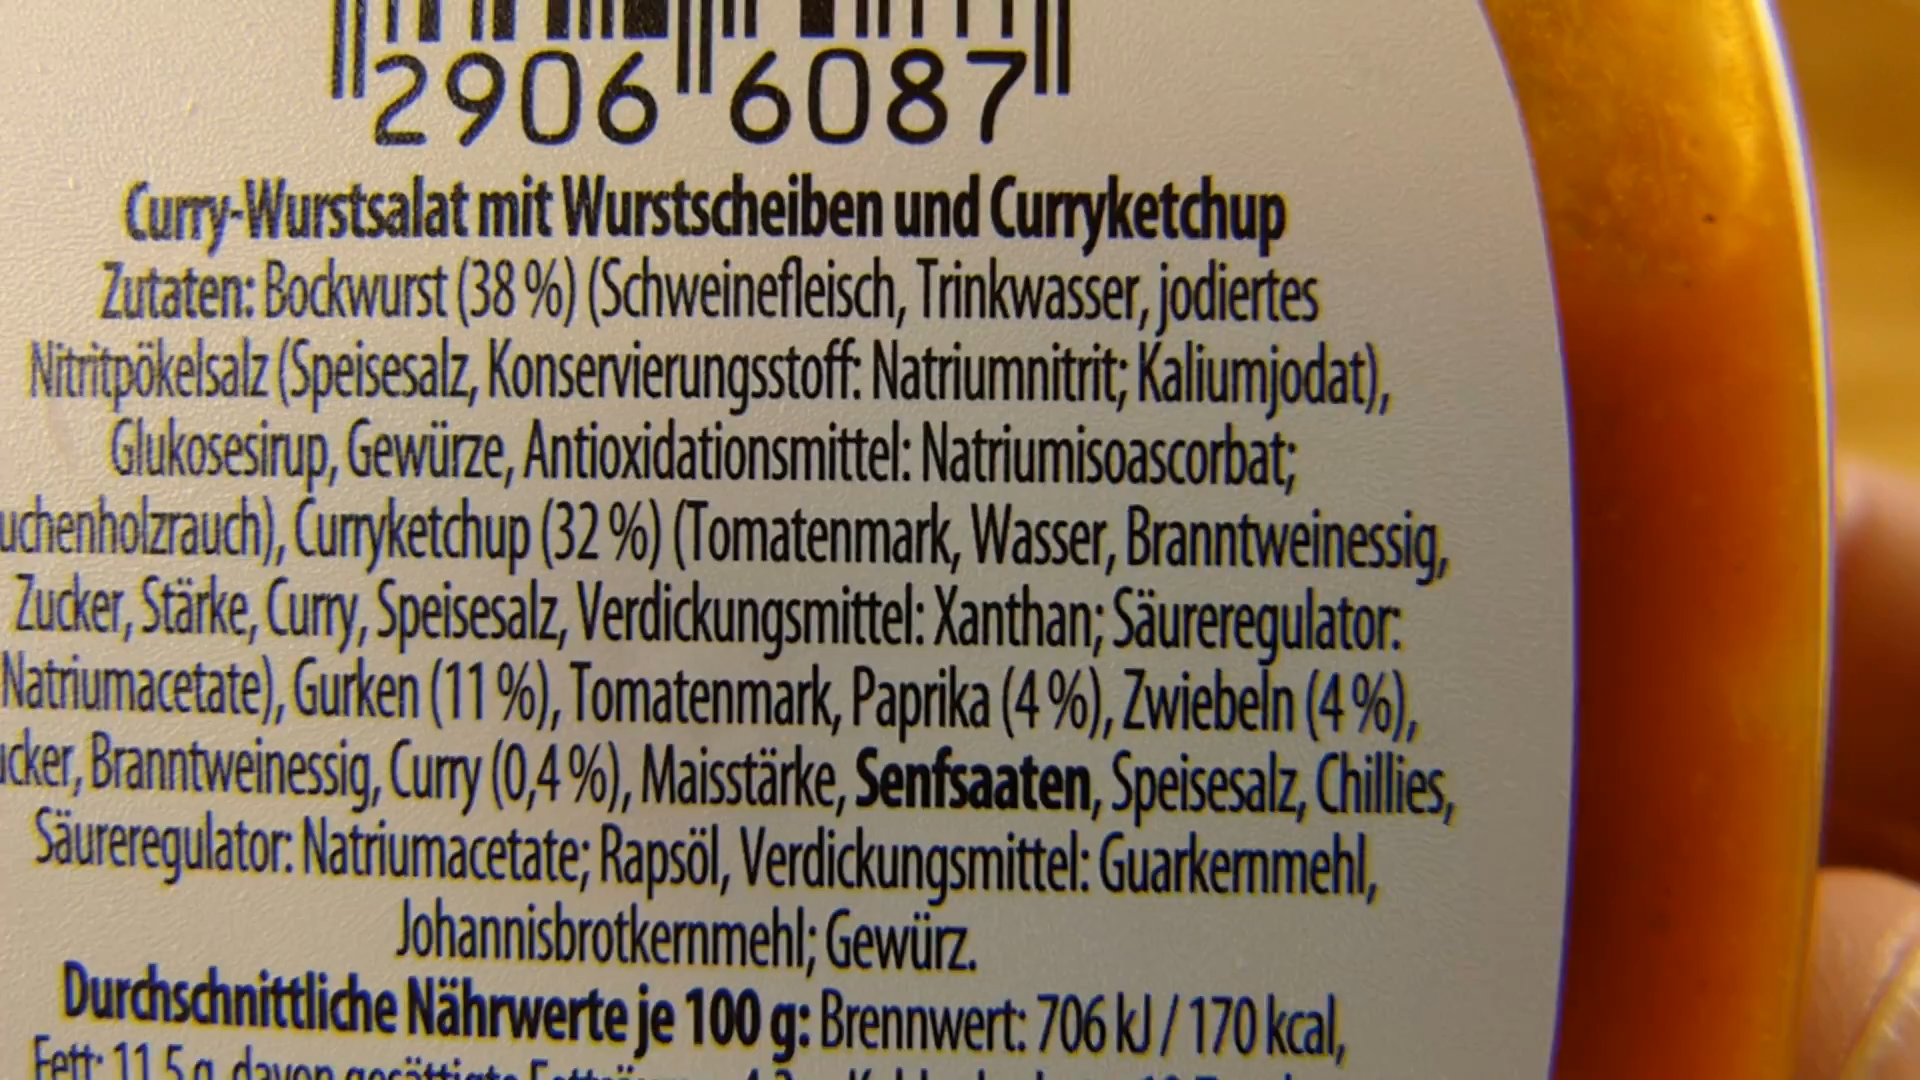 2906 6087
Curry-Wurstsalat mit Wurstscheiben und Curryketchup
Zutaten: Bockwurst (38 %) (Schweinefleisch, Trinkwasser, jodiertes
Nitritpökelsalz (Speisesalz, Konservierungsstoff: Natriumnitrit; Kaliumjodat),
Glukosesirup, Gewürze, Antioxidationsmittel: Natriumisoascorbat;
uchenholzrauch), Curryketchup (32 %) (Tomatenmark, Wasser, Branntweinessig,
Zucker, Stärke, Curry, Speisesalz, Verdickungsmittel: Xanthan; Säureregulator:
Natriumacetate), Gurken (11 %), Tomatenmark, Paprika (4 %), Zwiebeln (4 %),
ucker, Branntweinessig, Curry (0,4 %), Maisstärke, Senfsaaten, Speisesalz, Chillies,
Säureregulator: Natriumacetate; Rapsöl, Verdickungsmittel: Guarkernmehl,
Johannisbrotkernmehl; Gewürz.
Durchschnittliche Nährwerte je 100 g: Brennwert: 706 kJ / 170 kcal,
Fett: 11,5 g, davon gesättigte